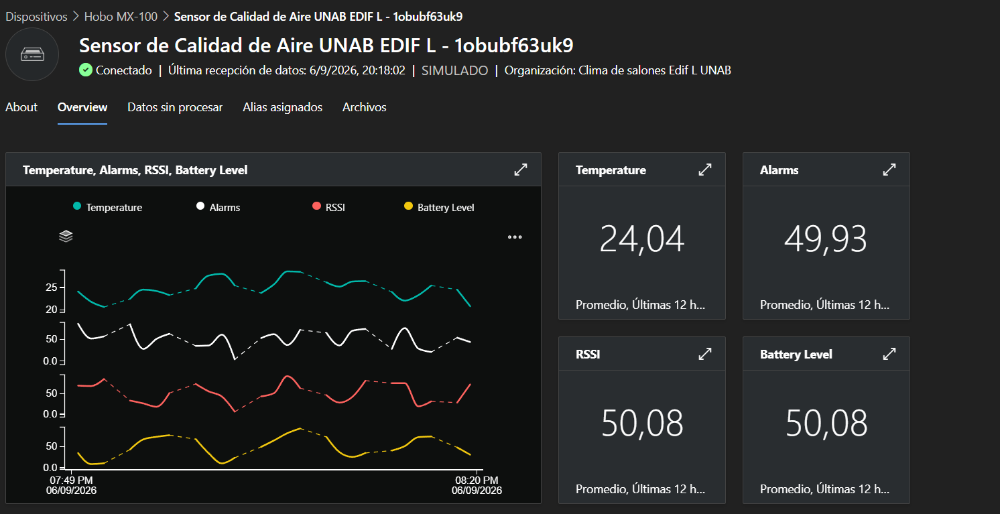 Dispositivos > Hobo MX-100 > Sensor de Calidad de Aire UNAB EDIF L - 1obubf63uk9
Sensor de Calidad de Aire UNAB EDIF L - 1obubf63uk9
Conectado | Última recepción de datos: 6/9/2026, 20:18:02 | SIMULADO | Organización: Clima de salones Edif L UNAB
About Overview Datos sin procesar Alias asignados Archivos
Temperature, Alarms, RSSI, Battery Level
Temperature Alarms RSSI Battery Level
25
20
50
0.0
50
0.0
50
0.0
07:49 PM 08:20 PM
06/09/2026 06/09/2026
Temperature
24,04
Promedio, Últimas 12 h...
Alarms
49,93
Promedio, Últimas 12 h...
RSSI
50,08
Promedio, Últimas 12 h...
Battery Level
50,08
Promedio, Últimas 12 h...